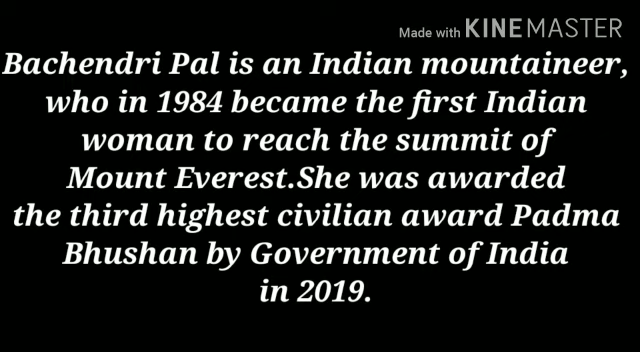 Made with KINEMASTER
Bachendri Pal is an Indian mountaineer,
who in 1984 became the first Indian
woman to reach the summit of
Mount Everest.She was awarded
the third highest civilian award Padma
Bhushan by Government of India
in 2019.